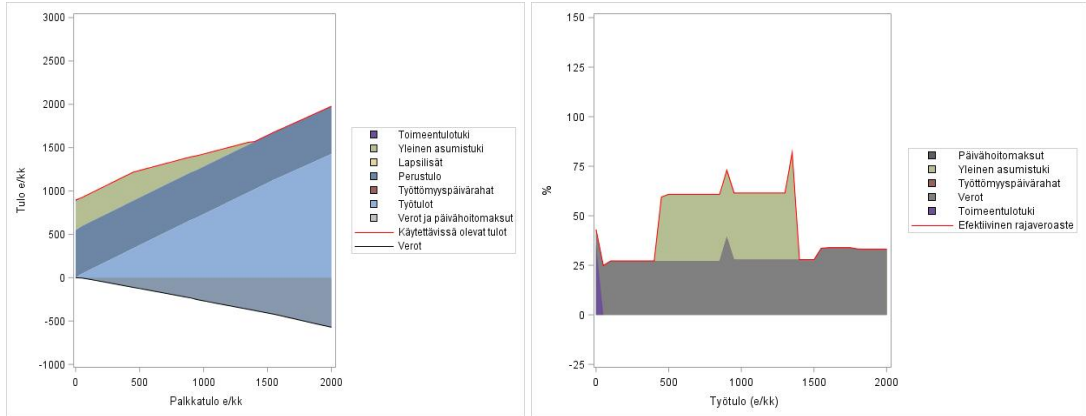 Tulo e/kk
3000
2500
2000
1500
1000
500
0
-500
-1000
0 500 1000 1500 2000
Palkkatulo e/kk
Toimeentulotuki
Yleinen asumistuki
Lapsilisät
Perustulo
Työttömyyspäivärahat
Työtulot
Verot ja päivähoitomaksut
Käytettävissä olevat tulot
Verot
%
150
125
100
75
50
25
0
-25
0 500 1000 1500 2000
Työtulo (e/kk)
Päivähoitomaksut
Yleinen asumistuki
Työttömyyspäivärahat
Verot
Toimeentulotuki
Efektiivinen rajaveroaste